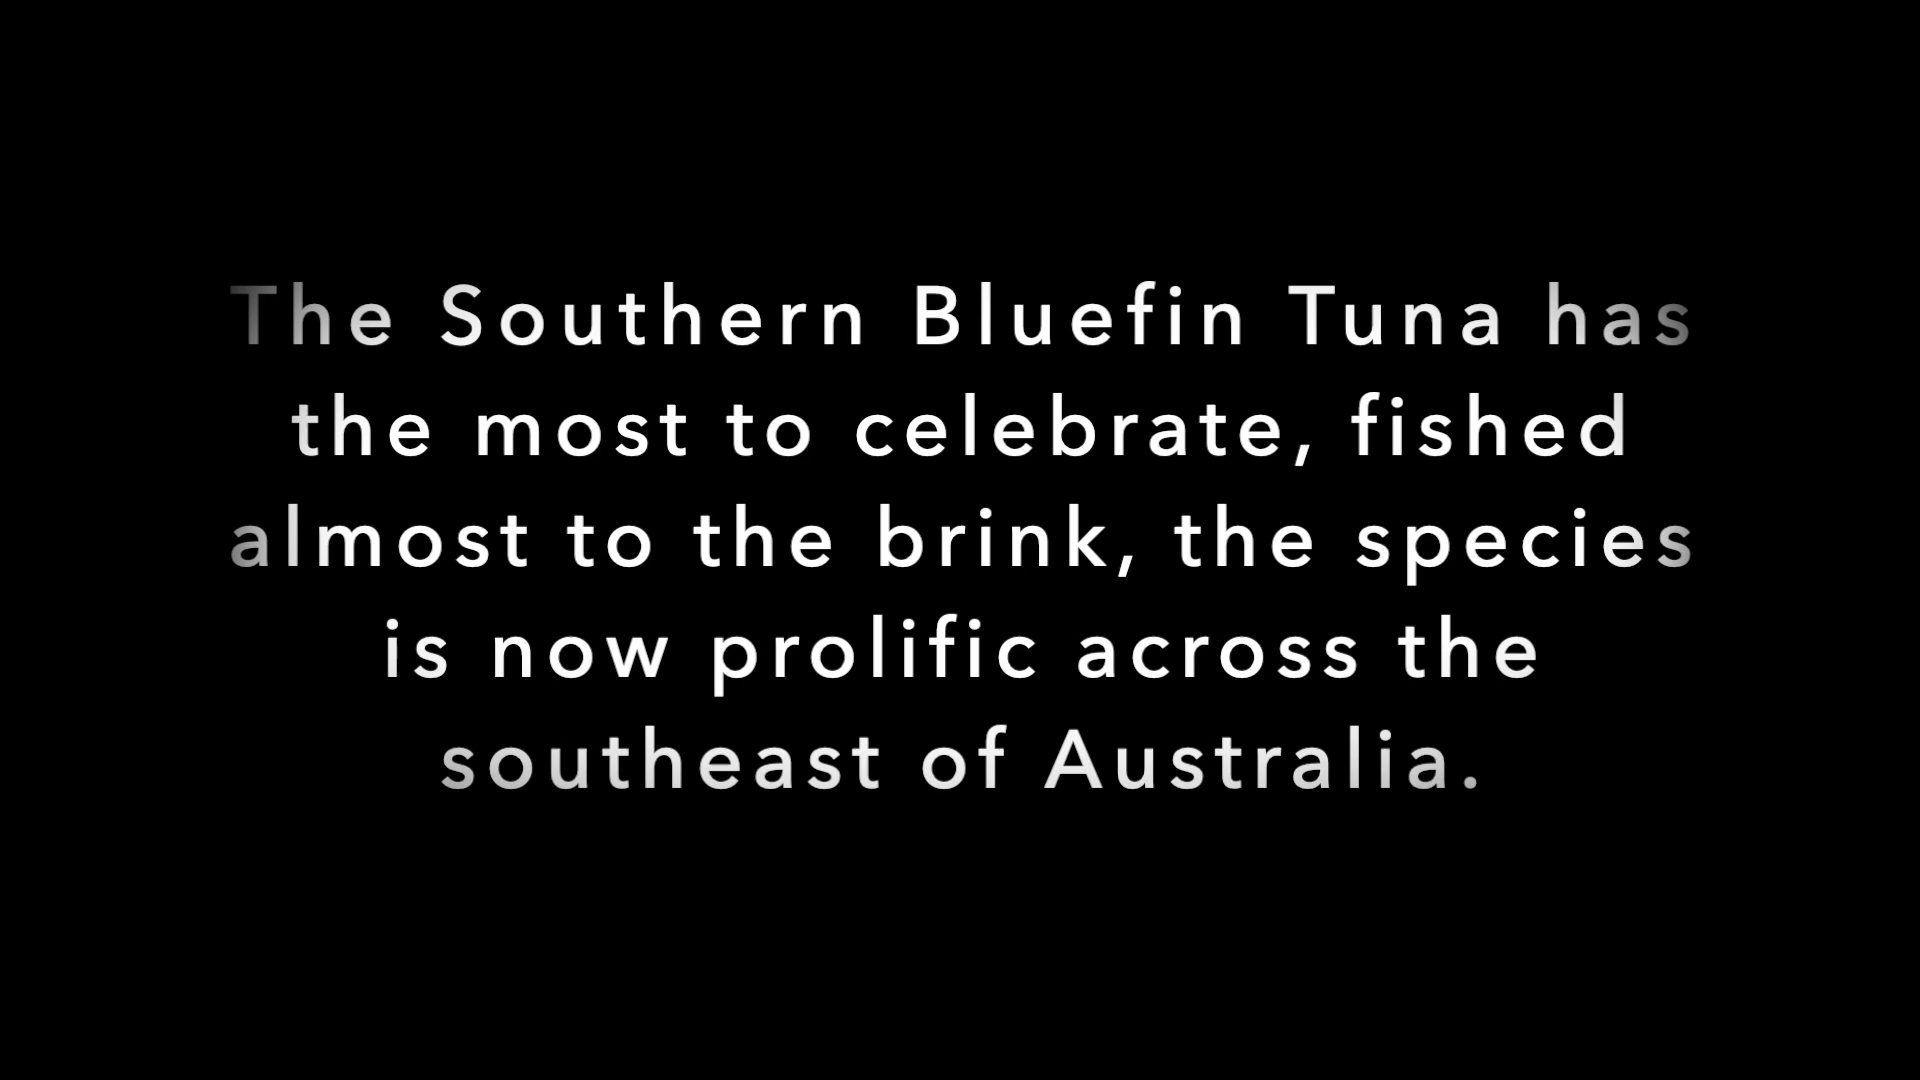 The Southern Bluefin Tuna has
the most to celebrate, fished
almost to the brink, the species
is now prolific across the
southeast of Australia.